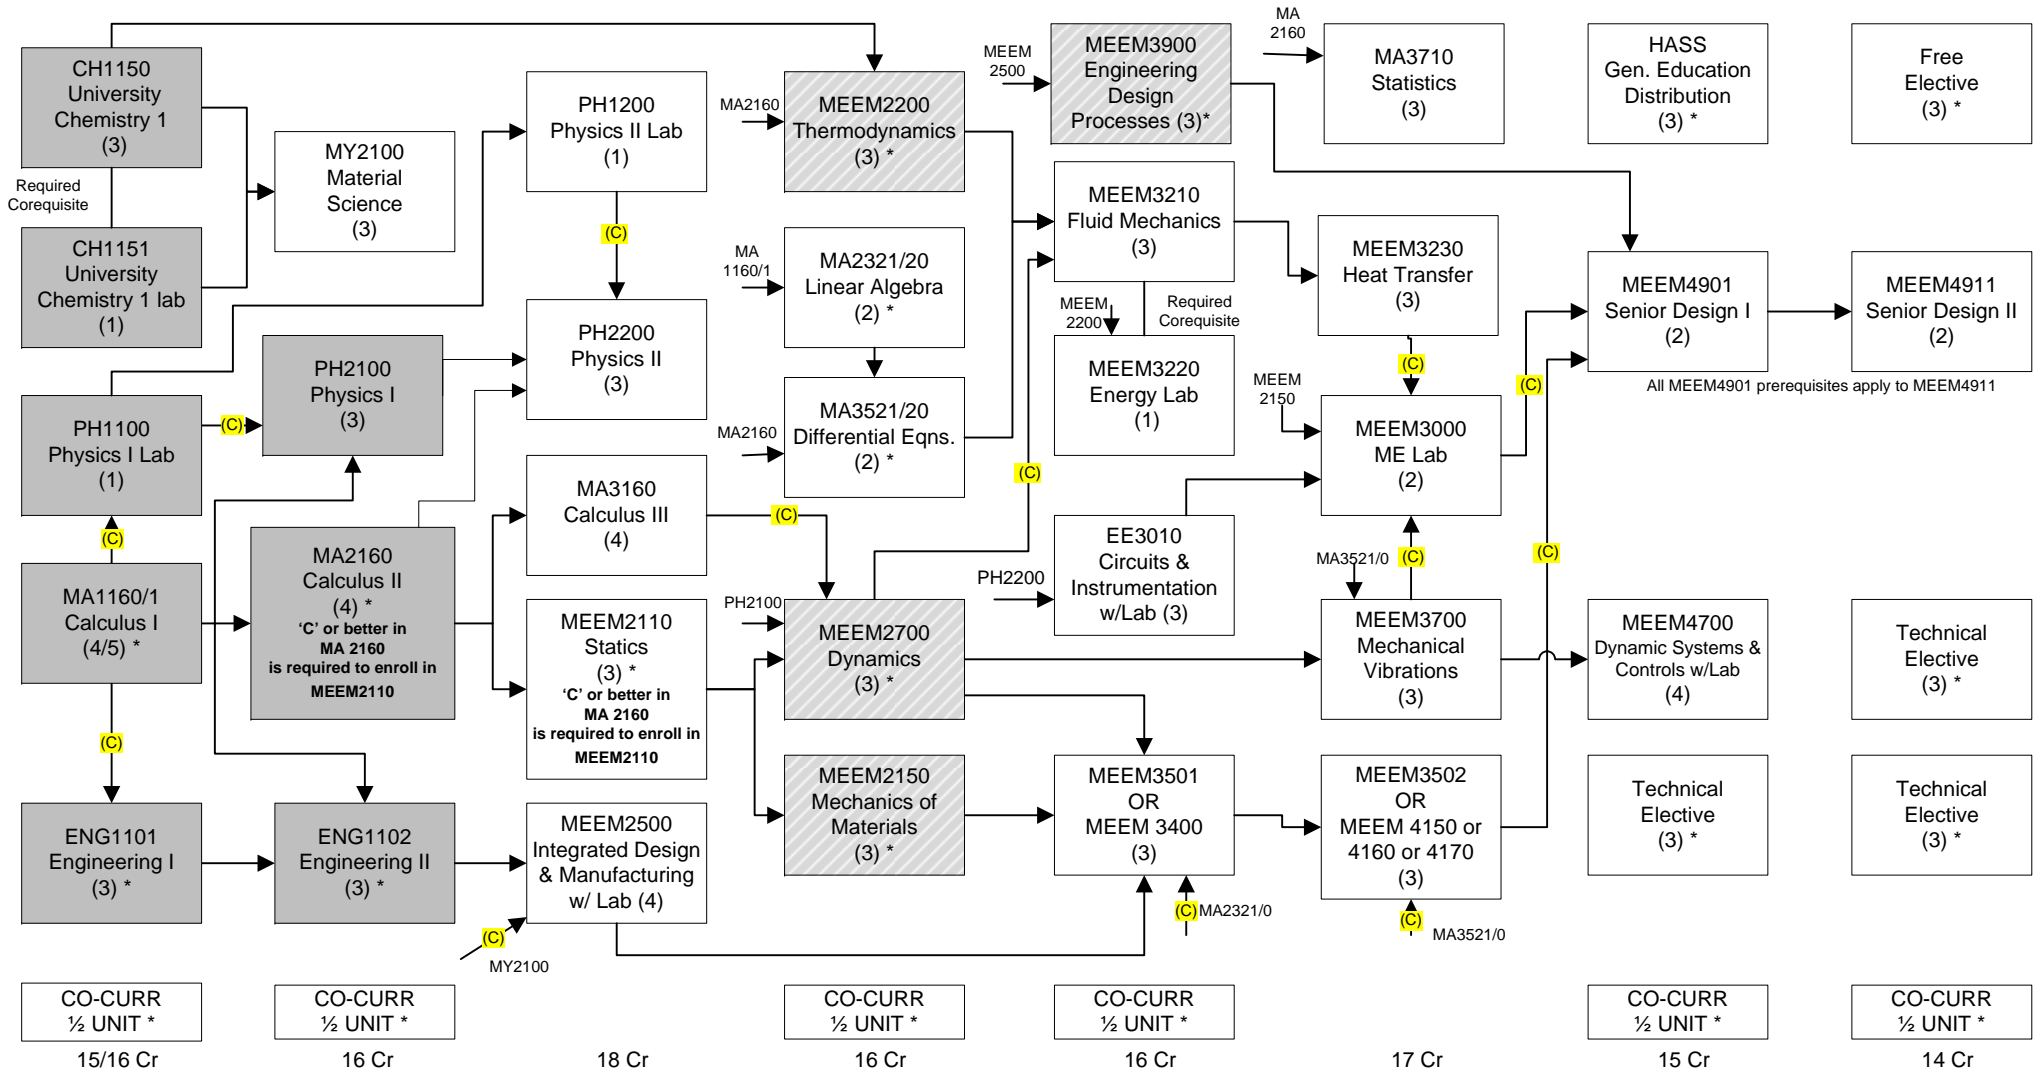 CH1150
University
Chemistry 1
(3)
Required
Corequisite
CH1151
University
Chemistry 1 lab
(1)
PH1100
Physics I Lab
(1)
(C)
(C)
MA1160/1
Calculus I
(4/5) *
(C)
ENG1101
Engineering I
(3) *
CO-CURR
½ UNIT *
15/16 Cr
MY2100
Material
Science
(3)
PH2100
Physics I
(3)
MA2160
Calculus II
(4) *
‘C’ or better in
MA 2160
is required to enroll in
MEEM2110
ENG1102
Engineering II
(3) *
CO-CURR
½ UNIT *
16 Cr
PH1200
Physics II Lab
(1)
(C)
PH2200
Physics II
(3)
MA3160
Calculus III
(4)
(C)
MEEM2110
Statics
(3) *
‘C’ or better in
MA 2160
is required to enroll in
MEEM2110
MEEM2500
Integrated Design
& Manufacturing
w/ Lab (4)
(C)
MY2100
18 Cr
MA2160
MEEM2200
Thermodynamics
(3) *
MA
1160/1
MA2321/20
Linear Algebra
(2) *
MA2160
MA3521/20
Differential Eqns.
(2) *
PH2100
MEEM2700
Dynamics
(3) *
MEEM2150
Mechanics of
Materials
(3) *
CO-CURR
½ UNIT *
16 Cr
MEEM
2500
MEEM3900
Engineering
Design
Processes (3)*
MEEM3210
Fluid Mechanics
(3)
MEEM
2200
Required
Corequisite
MEEM3220
Energy Lab
(1)
(C)
PH2200
EE3010
Circuits &
Instrumentation
w/Lab (3)
MEEM3501
OR
MEEM 3400
(3)
(C)
MA2321/0
CO-CURR
½ UNIT *
16 Cr
MA
2160
MA3710
Statistics
(3)
MEEM3230
Heat Transfer
(3)
(C)
MEEM
2150
MEEM3000
ME Lab
(2)
(C)
MA3521/0
MEEM3700
Mechanical
Vibrations
(3)
MEEM3502
OR
MEEM 4150 or
4160 or 4170
(3)
(C)
MA3521/0
17 Cr
HASS
Gen. Education
Distribution
(3) *
MEEM4901
Senior Design I
(2)
(C)
(C)
All MEEM4901 prerequisites apply to MEEM4911
MEEM4700
Dynamic Systems &
Controls w/Lab
(4)
Technical
Elective
(3) *
CO-CURR
½ UNIT *
15 Cr
Free
Elective
(3) *
MEEM4911
Senior Design II
(2)
Technical
Elective
(3) *
Technical
Elective
(3) *
CO-CURR
½ UNIT *
14 Cr